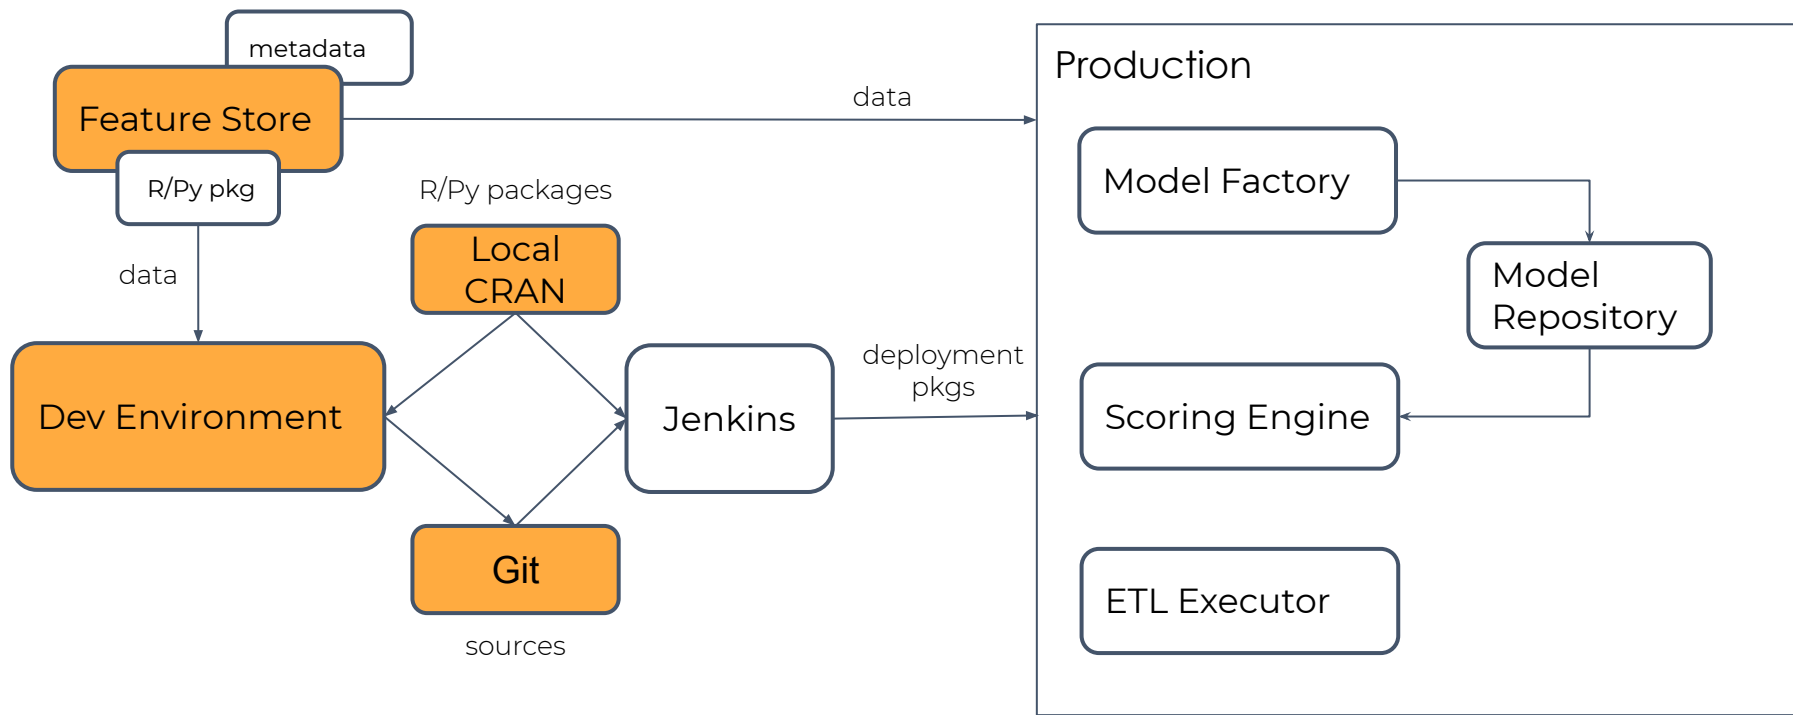 metadata
Feature Store
R/Py pkg
data
data
R/Py packages
Local
CRAN
Dev Environment
Jenkins
Git
sources
deployment
pkgs
Production
Model Factory
Model
Repository
Scoring Engine
ETL Executor